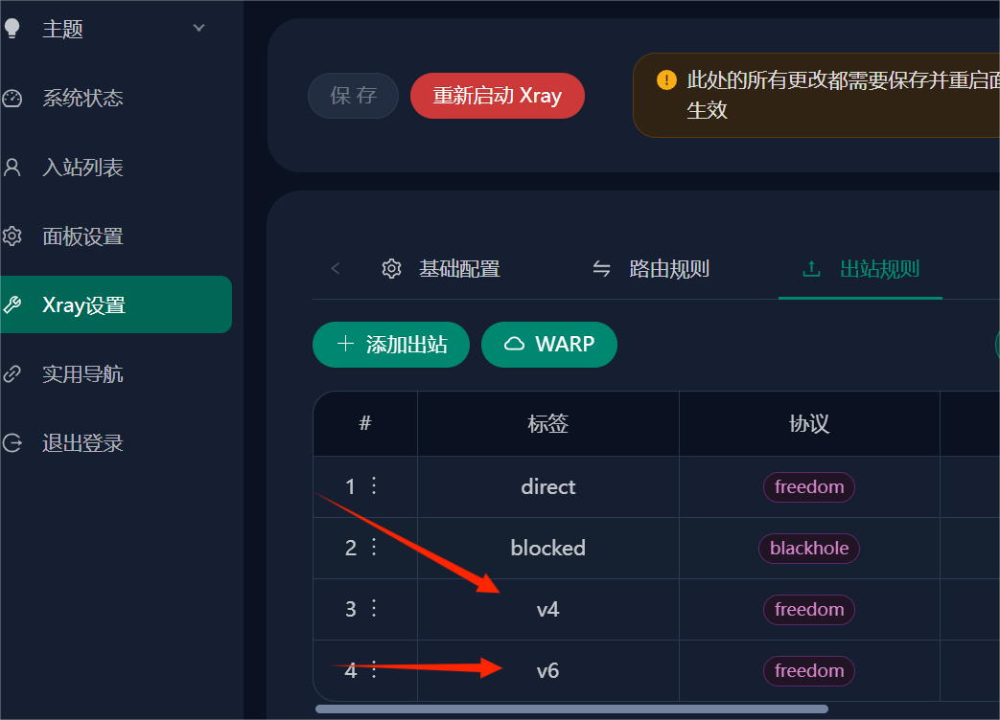 主题
系统状态
入站列表
面板设置
Xray设置
实用导航
退出登录
保 存
重新启动 Xray
此处的所有更改都需要保存并重启面
生效
基础配置
路由规则
出站规则
添加出站
WARP
# 标签 协议
1 direct freedom
2 blocked blackhole
3 v4 freedom
4 v6 freedom